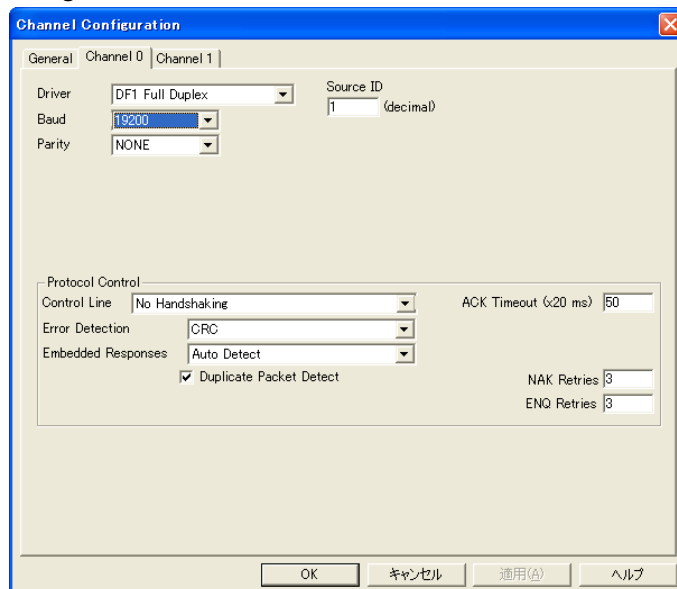 Channel Configuration
General Channel 0 Channel 1
Driver DF1 Full Duplex Source ID
1 (decimal)
Baud 19200
Parity NONE
Protocol Control
Control Line No Handshaking ACK Timeout (x20 ms) 50
Error Detection CRC
Embedded Responses Auto Detect
Duplicate Packet Detect NAK Retries 3
ENQ Retries 3
OK キャンセル 適用(A) ヘルプ